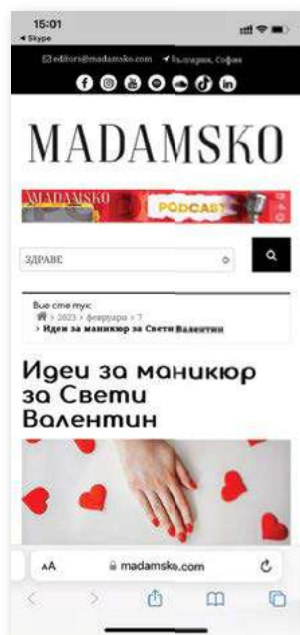 15:01
◀ Skype
editors@madamsko.com България, София
MADAMSKO
MADAMSKO PODCAST
ЗДРАВЕ
Вие сте тук:
› 2023 › февруари › 7
› Идеи за маникюр за Свети Валентин
Идеи за маникюр
за Свети
Валентин
AA madamsko.com